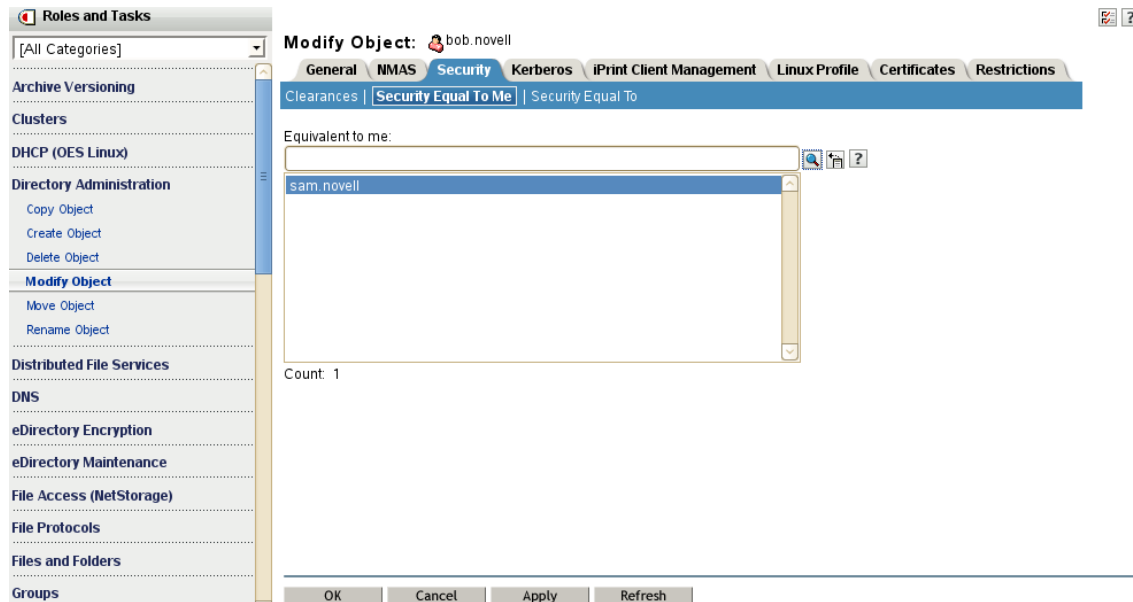 Roles and Tasks
[All Categories]
Archive Versioning
Clusters
DHCP (OES Linux)
Directory Administration
Copy Object
Create Object
Delete Object
Modify Object
Move Object
Rename Object
Distributed File Services
DNS
eDirectory Encryption
eDirectory Maintenance
File Access (NetStorage)
File Protocols
Files and Folders
Groups
?
Modify Object: bob.novell
General NMAS Security Kerberos iPrint Client Management Linux Profile Certificates Restrictions
Clearances | Security Equal To Me | Security Equal To
Equivalent to me:
?
sam.novell
Count: 1
OK Cancel Apply Refresh